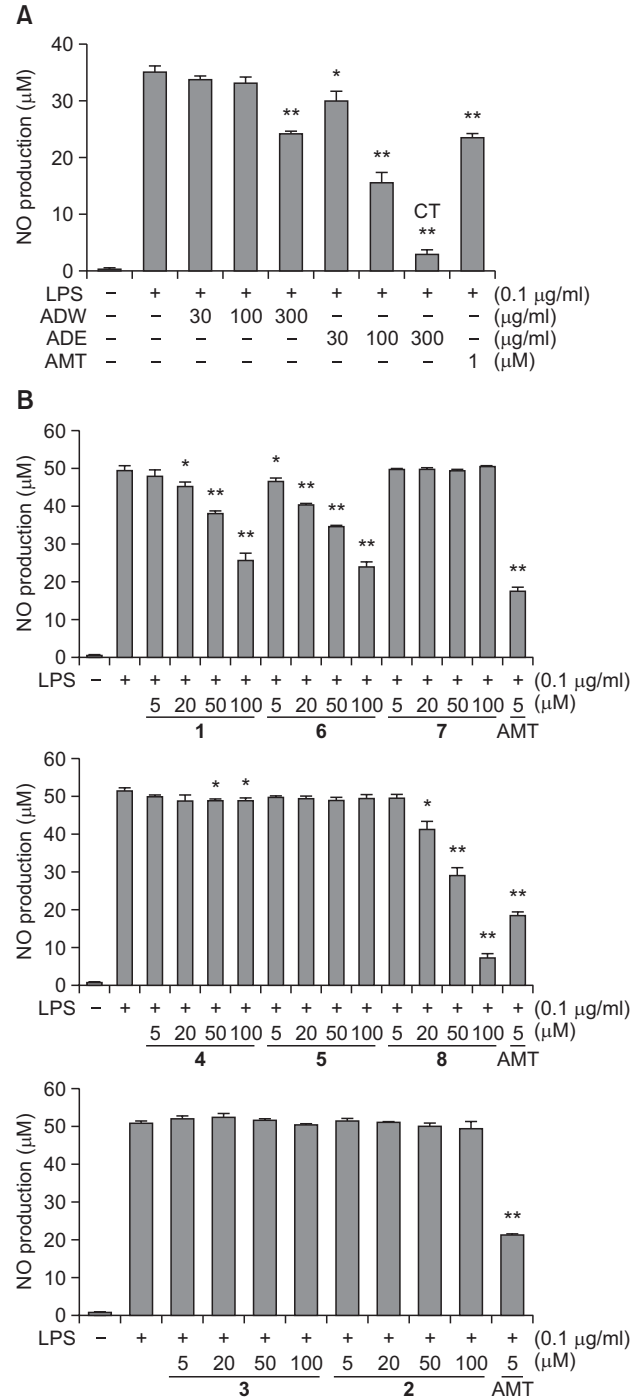 A
NO production (μM)
40
30
20
10
0
**
*
**
CT
**
**
LPS − + + + + + + + + (0.1 μg/ml)
ADW − − 30 100 300 − − − − (μg/ml)
ADE − − − − − 30 100 300 − (μg/ml)
AMT − − − − − − − − 1 (μM)
B
NO production (μM)
60
50
40
30
20
10
0
* ** ** * ** ** ** **
LPS − + + + + + + + + + + + + + + (0.1 μg/ml)
5 20 50 100 5 20 50 100 5 20 50 100 5 (μM)
1 6 7 AMT
NO production (μM)
60
50
40
30
20
10
0
* * * ** ** **
LPS − + + + + + + + + + + + + + + (0.1 μg/ml)
5 20 50 100 5 20 50 100 5 20 50 100 5 (μM)
4 5 8 AMT
NO production (μM)
60
50
40
30
20
10
0
**
LPS − + + + + + + + + + + (0.1 μg/ml)
5 20 50 100 5 20 50 100 5 (μM)
3 2 AMT